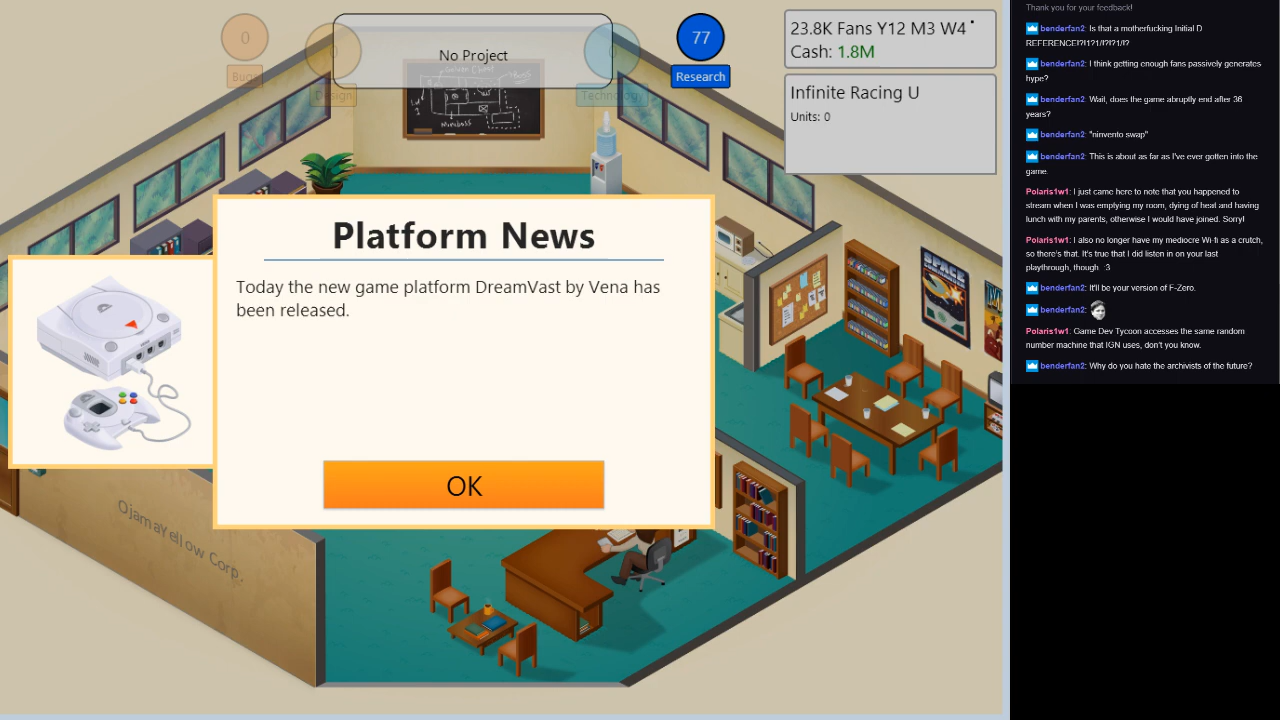 0
Bugs
0
Design
No Project
0
Technology
77
Research
23.8K Fans Y12 M3 W4
Cash: 1.8M
Infinite Racing U
Units: 0
Platform News
Today the new game platform DreamVast by Vena has
been released.
OK
OjamaYellow Corp.
SPACE
Thank you for your feedback!
benderfan2: Is that a motherfucking Initial D
REFERENCE!?!1?1/!?!?1/!?
benderfan2: I think getting enough fans passively generates
hype?
benderfan2: Wait, does the game abruptly end after 36
years?
benderfan2: "ninvento swap"
benderfan2: This is about as far as I've ever gotten into the
game.
Polaris1w1: I just came here to note that you happened to
stream when I was emptying my room, dying of heat and having
lunch with my parents, otherwise I would have joined. Sorry!
Polaris1w1: I also no longer have my mediocre Wi-fi as a crutch,
so there's that. It's true that I did listen in on your last
playthrough, though :3
benderfan2: It'll be your version of F-Zero.
benderfan2:
Polaris1w1: Game Dev Tycoon accesses the same random
number machine that IGN uses, don't you know.
benderfan2: Why do you hate the archivists of the future?